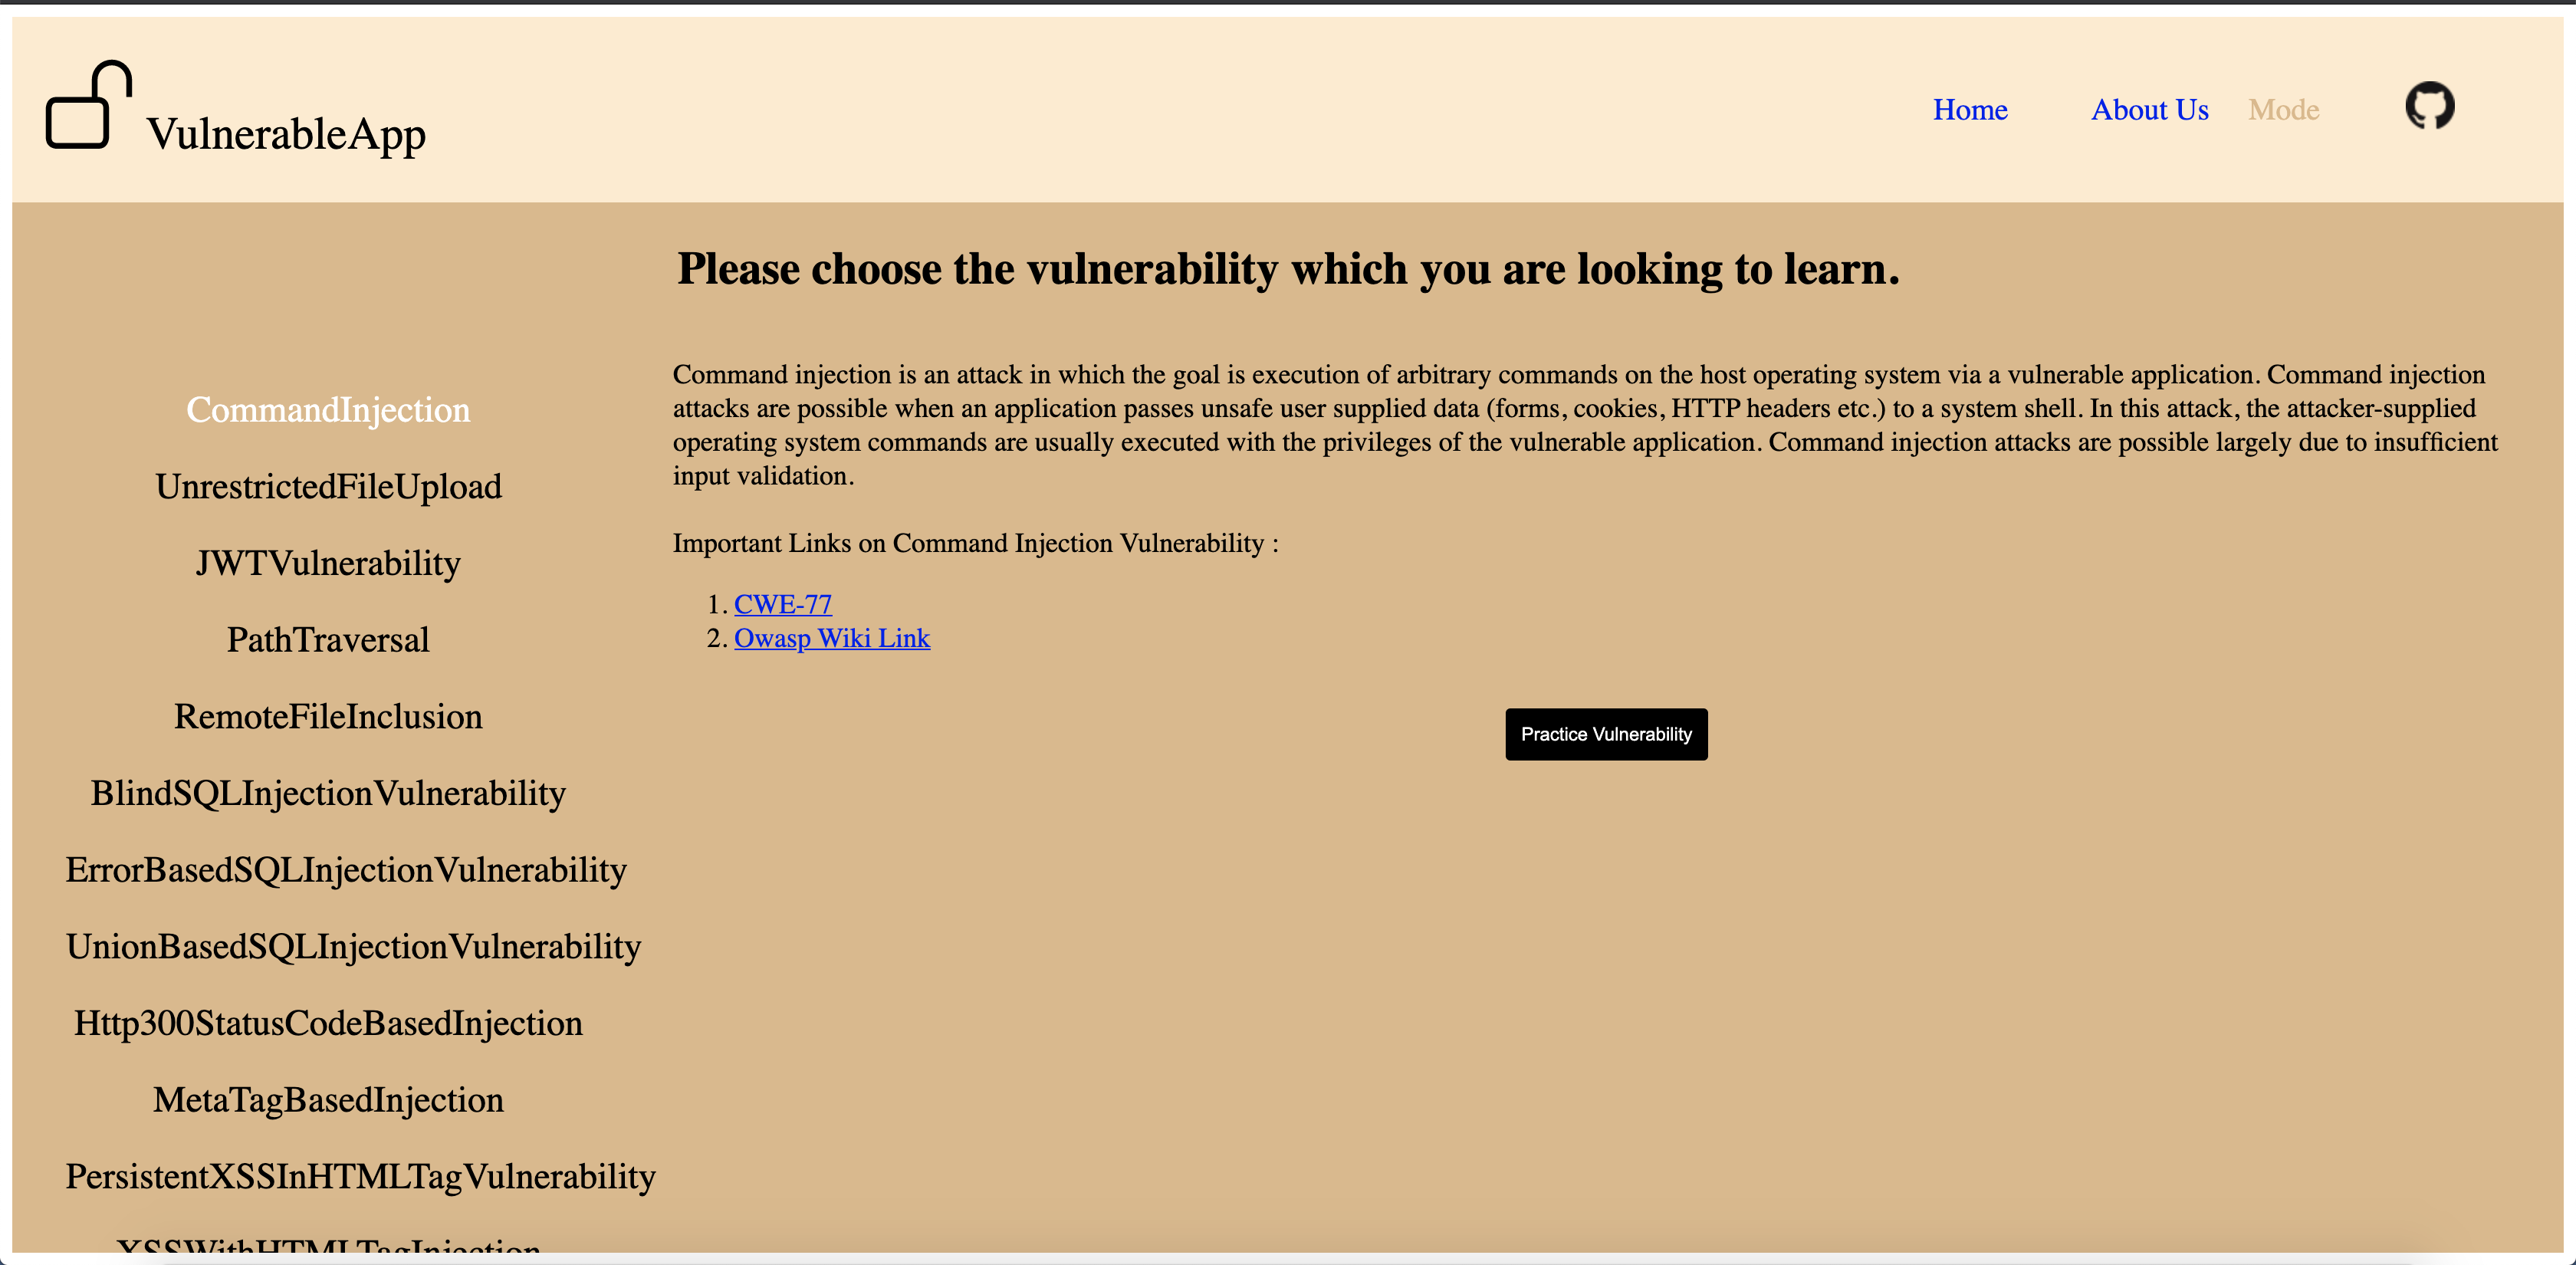 VulnerableApp
Home
About Us
Mode
Please choose the vulnerability which you are looking to learn.
CommandInjection
UnrestrictedFileUpload
JWTVulnerability
PathTraversal
RemoteFileInclusion
BlindSQLInjectionVulnerability
ErrorBasedSQLInjectionVulnerability
UnionBasedSQLInjectionVulnerability
Http300StatusCodeBasedInjection
MetaTagBasedInjection
PersistentXSSInHTMLTagVulnerability
XSSWithHTMLTagInjection
Command injection is an attack in which the goal is execution of arbitrary commands on the host operating system via a vulnerable application. Command injection
attacks are possible when an application passes unsafe user supplied data (forms, cookies, HTTP headers etc.) to a system shell. In this attack, the attacker-supplied
operating system commands are usually executed with the privileges of the vulnerable application. Command injection attacks are possible largely due to insufficient
input validation.
Important Links on Command Injection Vulnerability :
1. CWE-77
2. Owasp Wiki Link
Practice Vulnerability